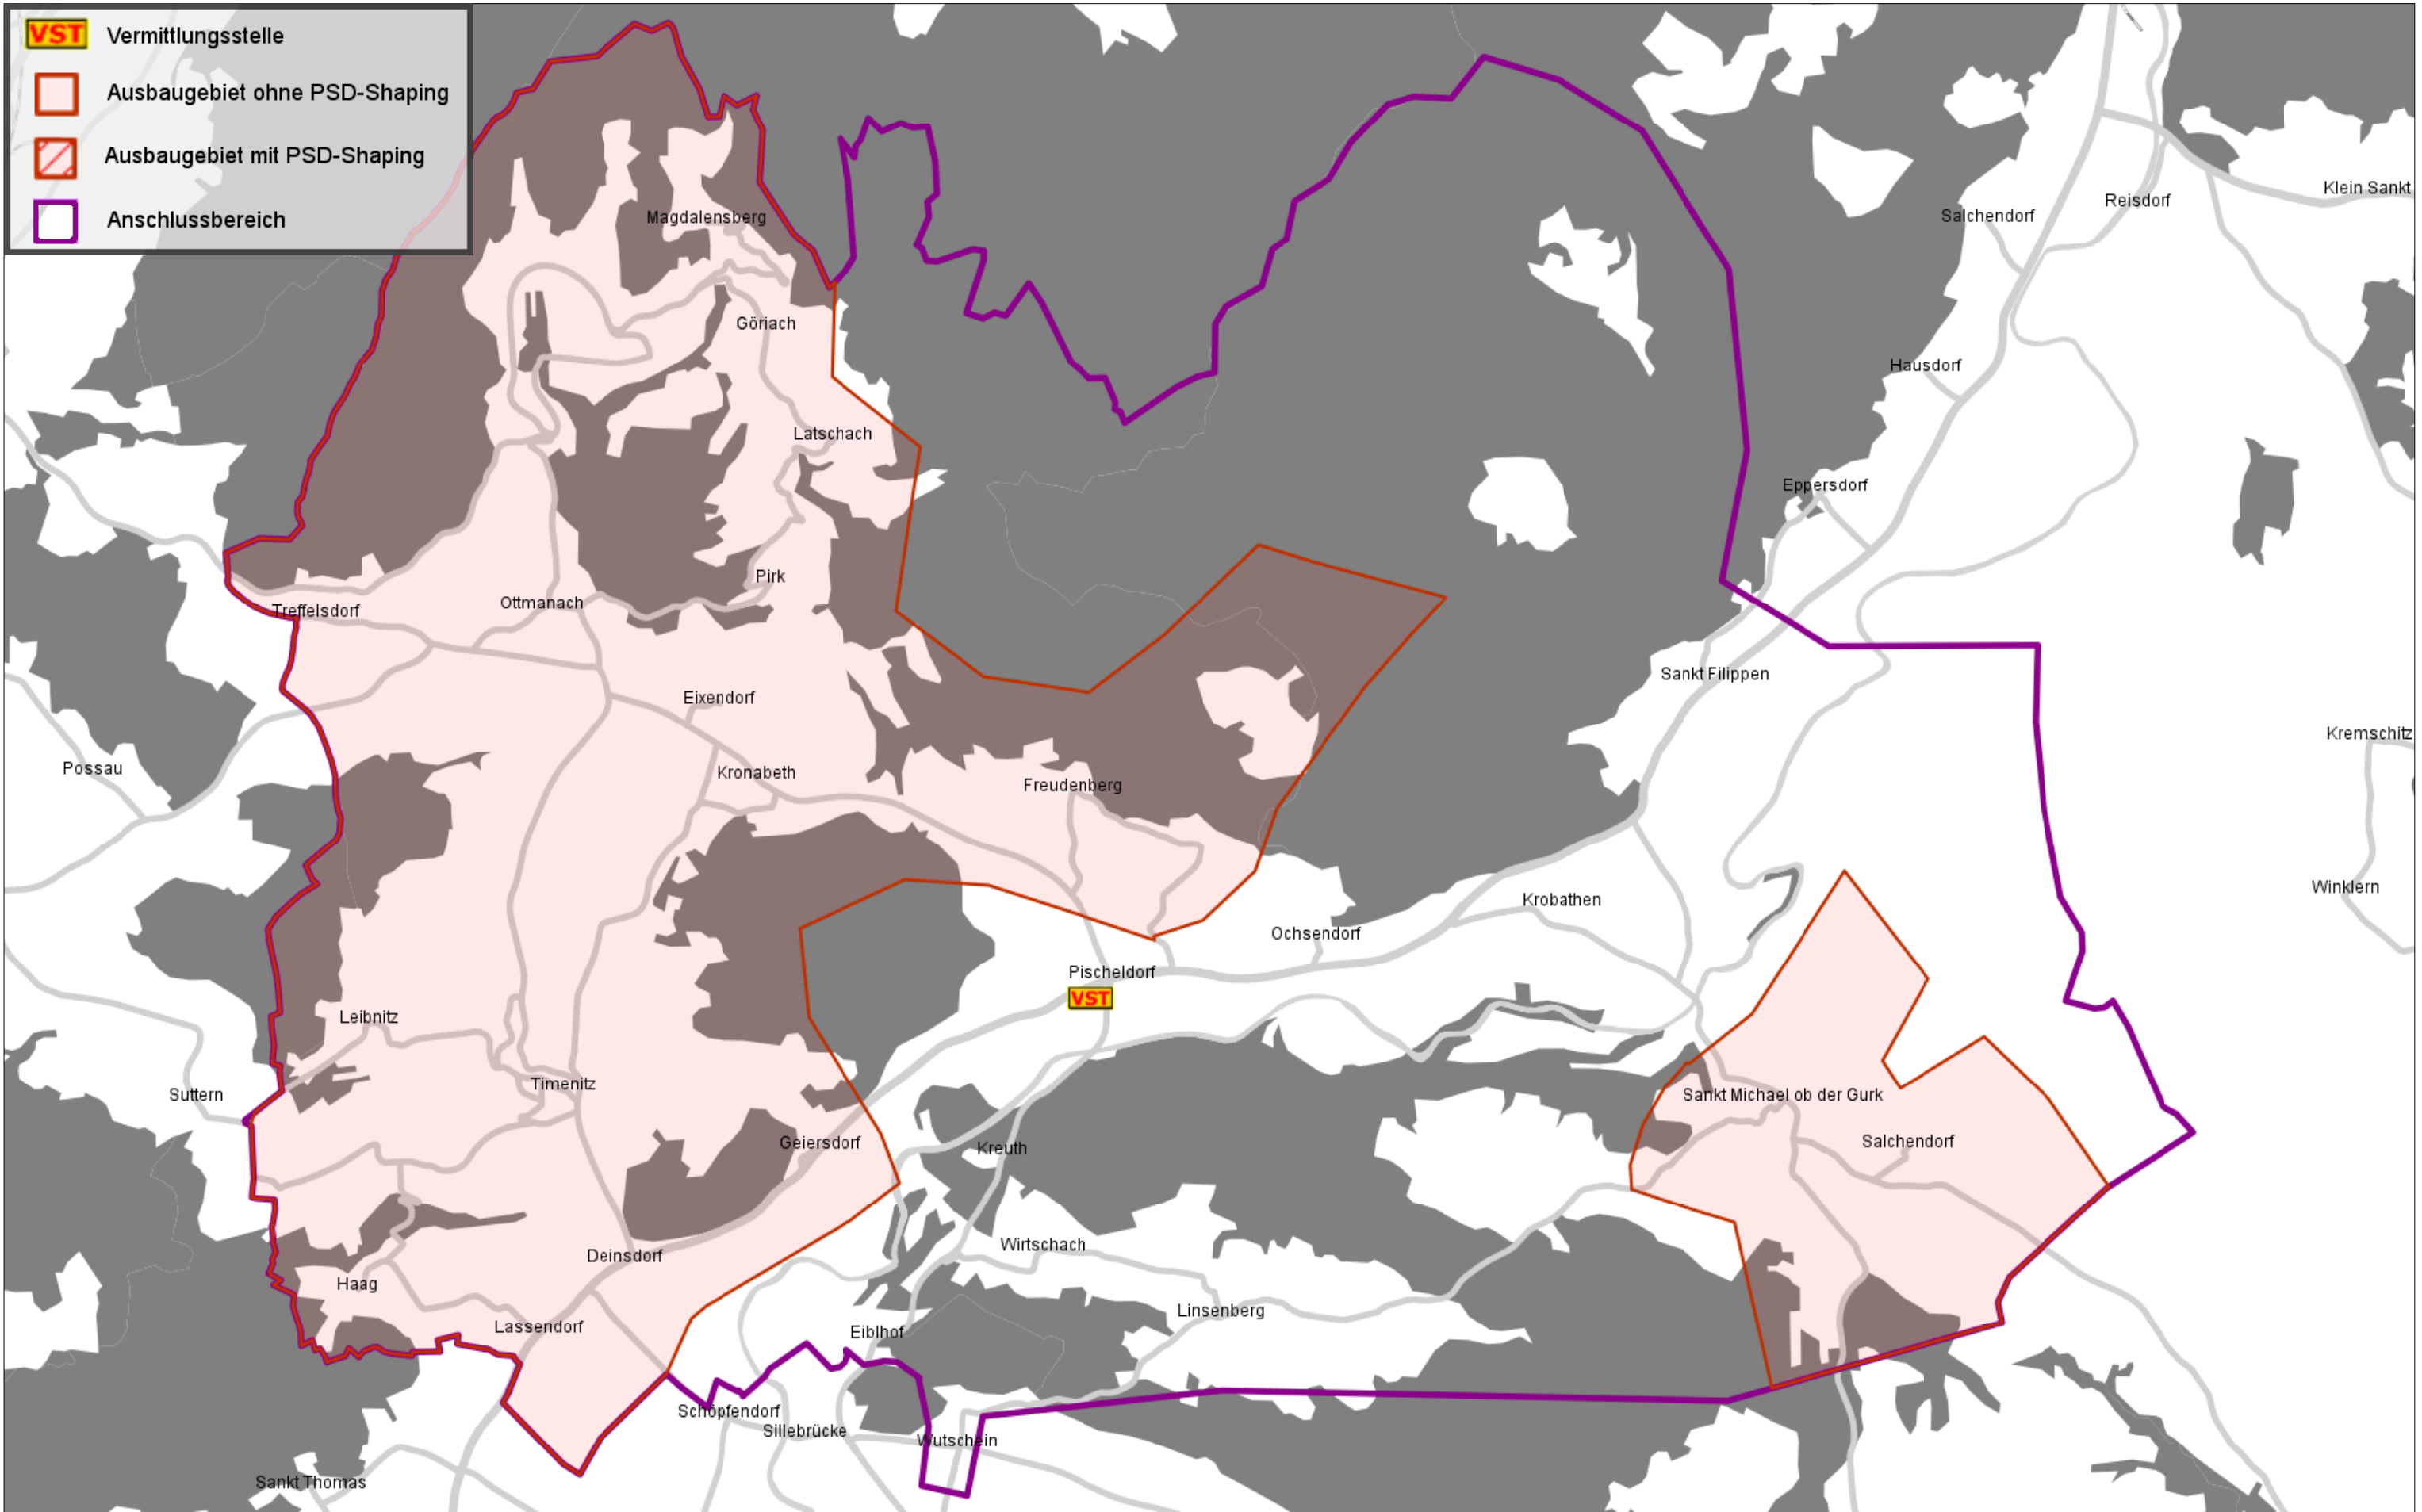 VST Vermittlungsstelle
Ausbaugebiet ohne PSD-Shaping
Ausbaugebiet mit PSD-Shaping
Anschlussbereich
Klein Sankt
Reisdorf
Salchendorf
Magdalensberg
Göriach
Hausdorf
Latschach
Eppersdorf
Pirk
Ottmanach
Treffelsdorf
Sankt Filippen
Eixendorf
Kremschitz
Possau
Kronabeth
Freudenberg
Winklern
Krobathen
Ochsendorf
Pischeldorf
VST
Leibnitz
Timenitz
Suttern
Sankt Michael ob der Gurk
Geiersdorf
Kreuth
Salchendorf
Wirtschach
Deinsdorf
Haag
Linsenberg
Lassendorf
Eiblhof
Schöpfendorf
Sillebrücke
Wutschein
Sankt Thomas